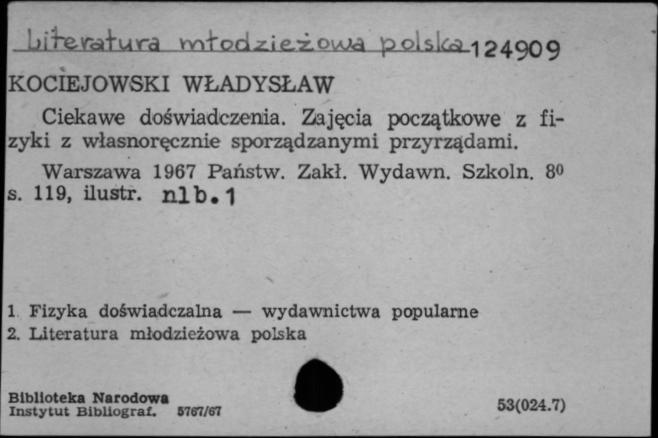 Literatura młodzieżowa polska 124909
KOCIEJOWSKI WŁADYSŁAW
Ciekawe doświadczenia. Zajęcia początkowe z fi-
zyki z własnoręcznie sporządzanymi przyrządami.
Warszawa 1967 Państw. Zakł. Wydawn. Szkoln. 8⁰
s. 119, ilustr. nlb.1
1. Fizyka doświadczalna — wydawnictwa popularne
2. Literatura młodzieżowa polska
Biblioteka Narodowa
Instytut Bibliograf. 5767/67 53(024.7)